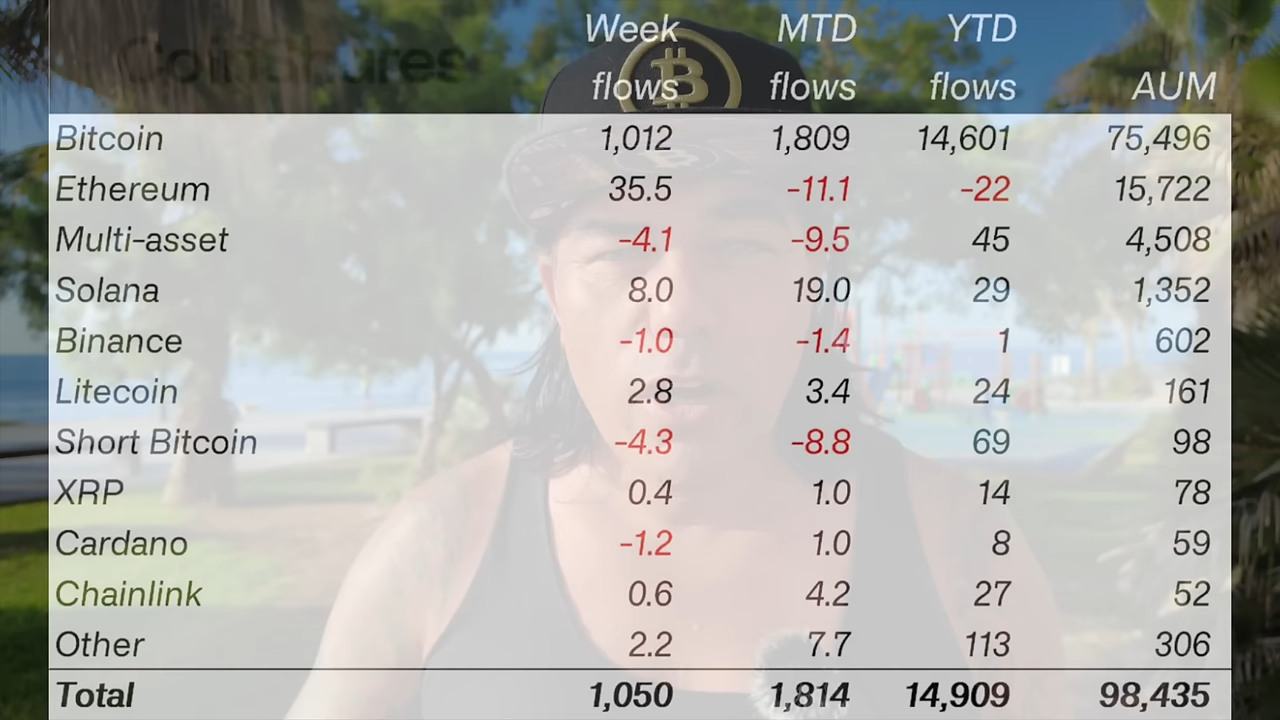 CoinShares
Week MTD YTD
flows flows flows AUM
Bitcoin 1,012 1,809 14,601 75,496
Ethereum 35.5 -11.1 -22 15,722
Multi-asset -4.1 -9.5 45 4,508
Solana 8.0 19.0 29 1,352
Binance -1.0 -1.4 1 602
Litecoin 2.8 3.4 24 161
Short Bitcoin -4.3 -8.8 69 98
XRP 0.4 1.0 14 78
Cardano -1.2 1.0 8 59
Chainlink 0.6 4.2 27 52
Other 2.2 7.7 113 306
Total 1,050 1,814 14,909 98,435